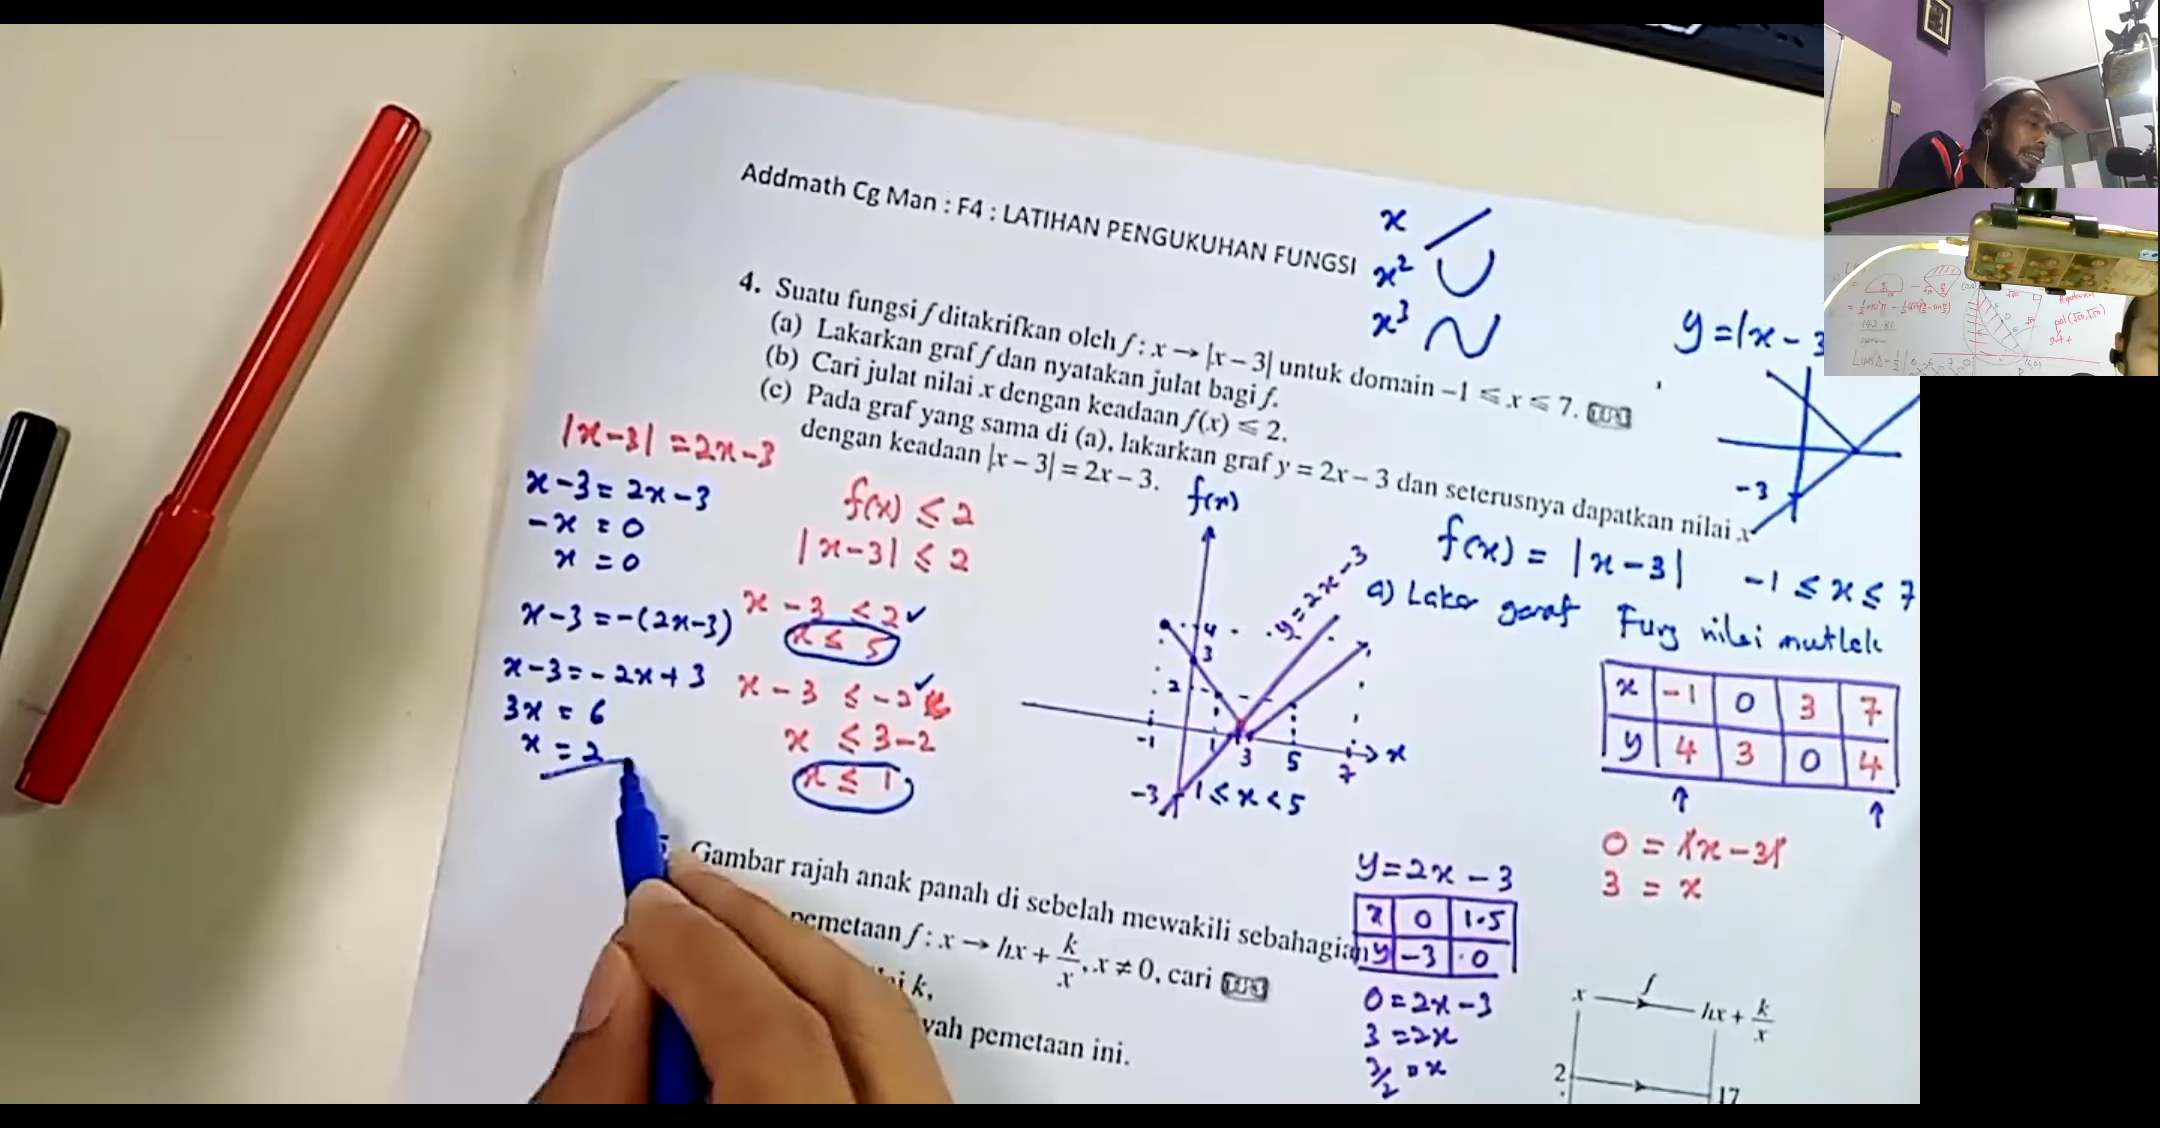 Addmath Cg Man : F4 : LATIHAN PENGUKUHAN FUNGSI
x
x²
x³
y = |x - 3
-3
4. Suatu fungsi f ditakrifkan oleh f : x → |x − 3| untuk domain −1 ⩽ x ⩽ 7.
(a) Lakarkan graf f dan nyatakan julat bagi f.
(b) Cari julat nilai x dengan keadaan f(x) ⩽ 2.
(c) Pada graf yang sama di (a), lakarkan graf y = 2x − 3 dan seterusnya dapatkan nilai x
dengan keadaan |x − 3| = 2x − 3.
|x-3| = 2x-3
x-3 = 2x-3
-x = 0
x = 0
x-3 = -(2x-3)
x-3 = -2x+3
3x = 6
x = 2
f(x) ≤ 2
|x-3| ≤ 2
x - 3 ≤ 2 ✓
x ≤ 5
x - 3 ≤ -2 ✓
x ≤ 3-2
x ≤ 1
f(x)
y = 2x-3
4
3
2
-1 1 3 5 7 x
-3
1 ≤ x < 5
f(x) = |x-3| -1 ≤ x ≤ 7
a) Lakar graf Fung nilai mutlak
x -1 0 3 7
y 4 3 0 4
0 = |x-3|
3 = x
y = 2x - 3
x 0 1.5
y -3 0
0 = 2x-3
3 = 2x
3/2 = x
5. Gambar rajah anak panah di sebelah mewakili sebahagian
pemetaan f : x → hx + k/x, x ≠ 0, cari
k,
pemetaan ini.
f
x hx + k/x
2 17